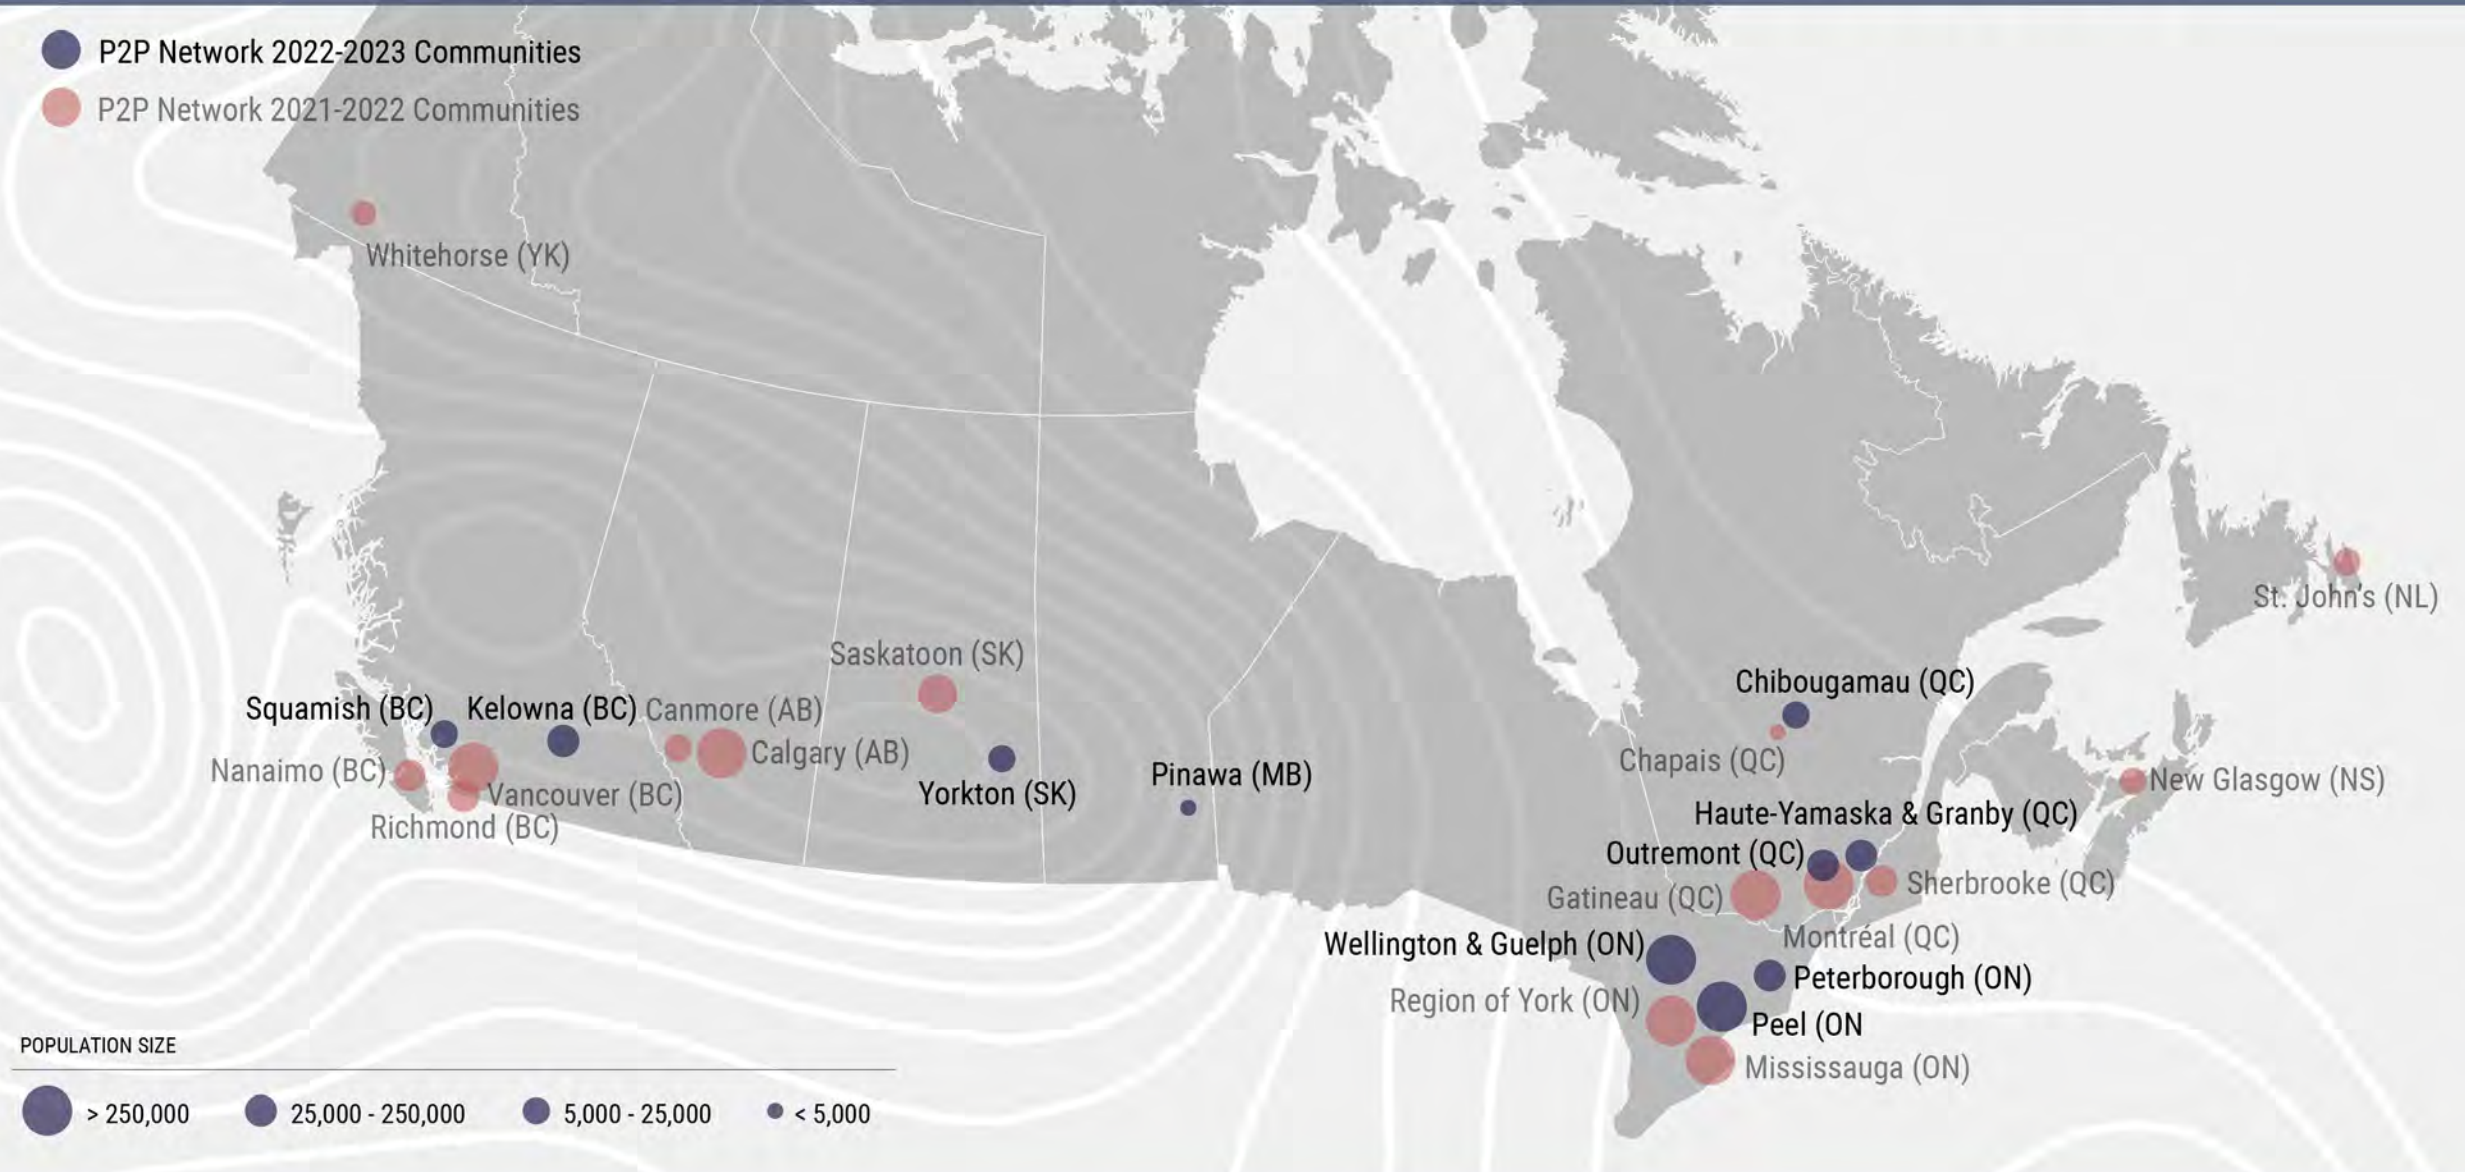 P2P Network 2022-2023 Communities
P2P Network 2021-2022 Communities
Whitehorse (YK)
St. John's (NL)
Saskatoon (SK)
Chibougamau (QC)
Squamish (BC)
Kelowna (BC)
Canmore (AB)
Calgary (AB)
Chapais (QC)
Nanaimo (BC)
Pinawa (MB)
New Glasgow (NS)
Vancouver (BC)
Yorkton (SK)
Haute-Yamaska & Granby (QC)
Richmond (BC)
Outremont (QC)
Sherbrooke (QC)
Gatineau (QC)
Montréal (QC)
Wellington & Guelph (ON)
Peterborough (ON)
Region of York (ON)
Peel (ON
Mississauga (ON)
POPULATION SIZE
> 250,000
25,000 - 250,000
5,000 - 25,000
< 5,000